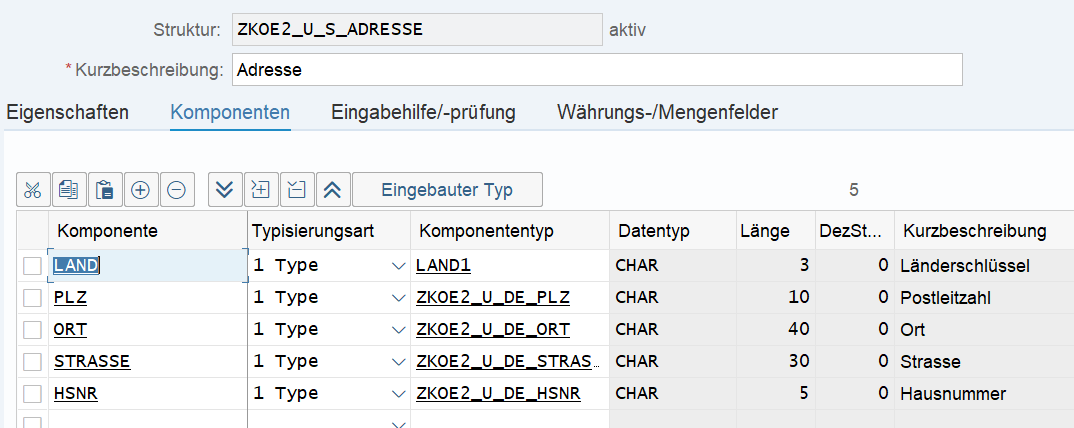 Struktur: ZKOE2_U_S_ADRESSE aktiv
* Kurzbeschreibung: Adresse
Eigenschaften Komponenten Eingabehilfe/-prüfung Währungs-/Mengenfelder
Eingebauter Typ 5
Komponente Typisierungsart Komponententyp Datentyp Länge DezSt... Kurzbeschreibung
LAND 1 Type LAND1 CHAR 3 0 Länderschlüssel
PLZ 1 Type ZKOE2_U_DE_PLZ CHAR 10 0 Postleitzahl
ORT 1 Type ZKOE2_U_DE_ORT CHAR 40 0 Ort
STRASSE 1 Type ZKOE2_U_DE_STRAS... CHAR 30 0 Strasse
HSNR 1 Type ZKOE2_U_DE_HSNR CHAR 5 0 Hausnummer